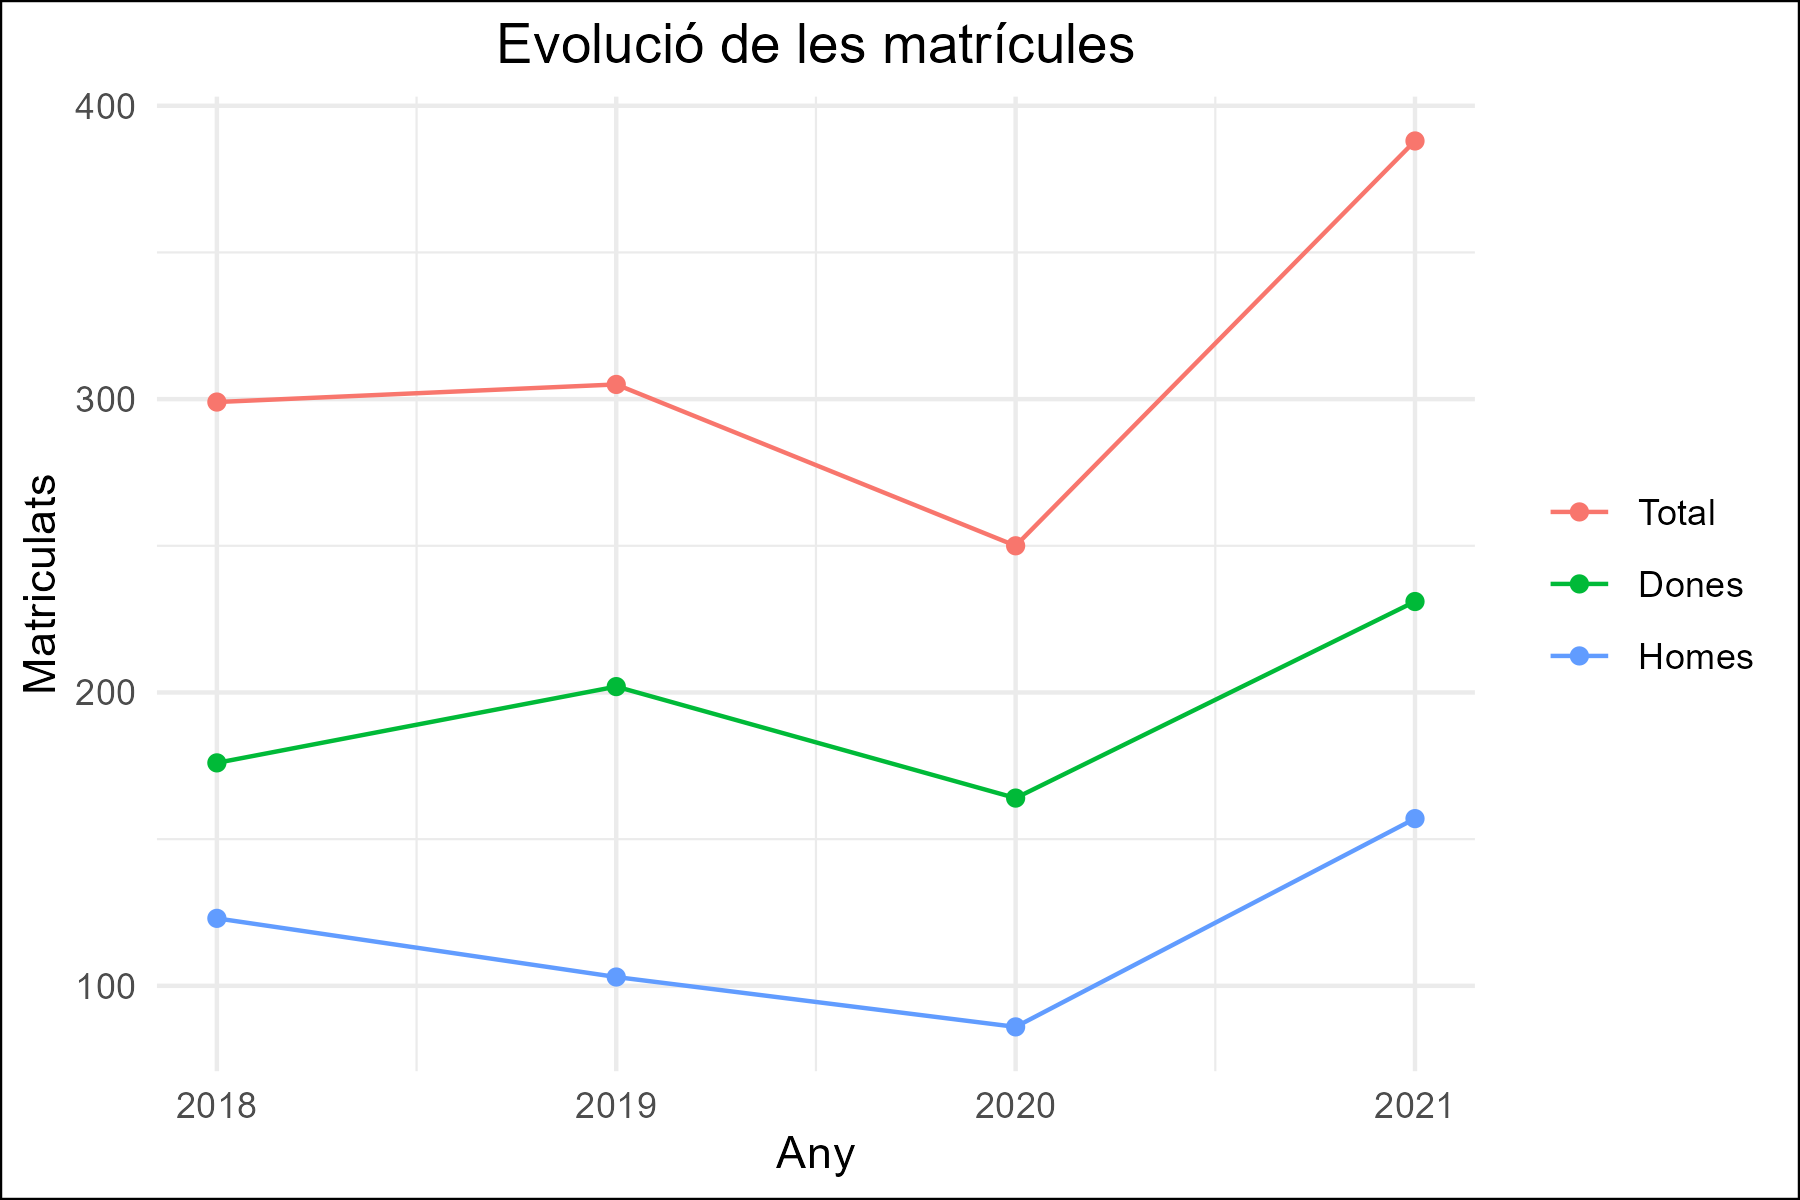 Evolució de les matrícules
400
300
200
100
Matriculats
2018 2019 2020 2021
Any
Total
Dones
Homes